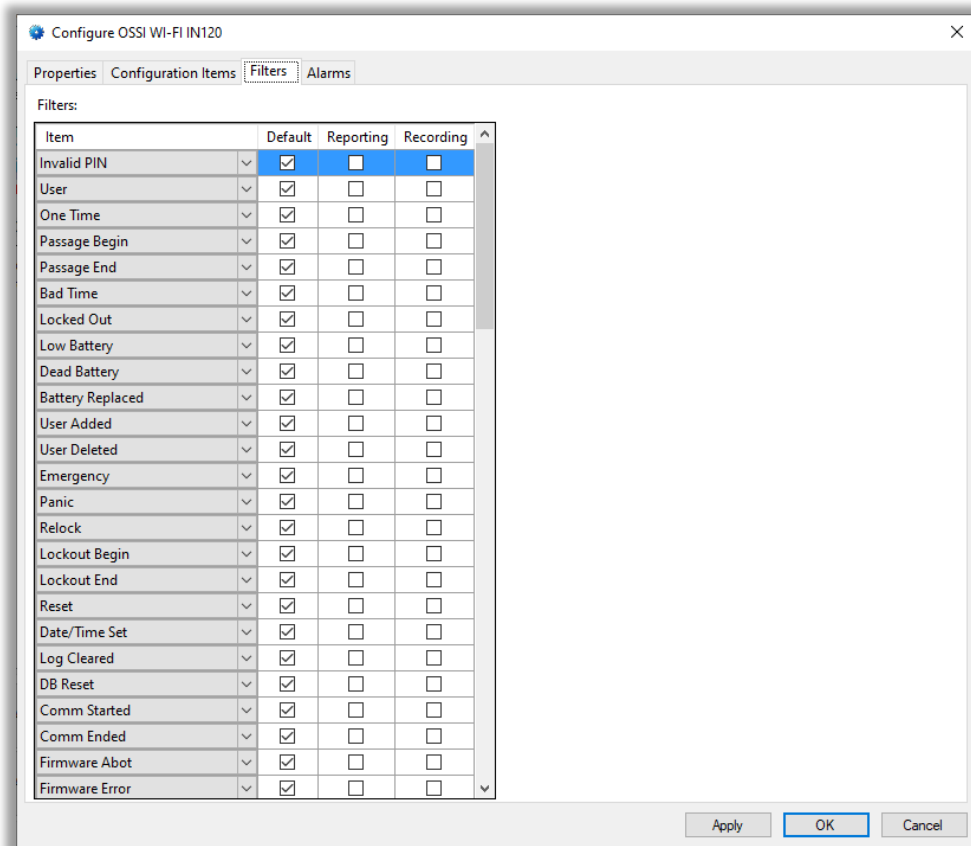 Configure OSSI WI-FI IN120
Properties Configuration Items Filters Alarms
Filters:
Item Default Reporting Recording
Invalid PIN
User
One Time
Passage Begin
Passage End
Bad Time
Locked Out
Low Battery
Dead Battery
Battery Replaced
User Added
User Deleted
Emergency
Panic
Relock
Lockout Begin
Lockout End
Reset
Date/Time Set
Log Cleared
DB Reset
Comm Started
Comm Ended
Firmware Abot
Firmware Error
Apply OK Cancel